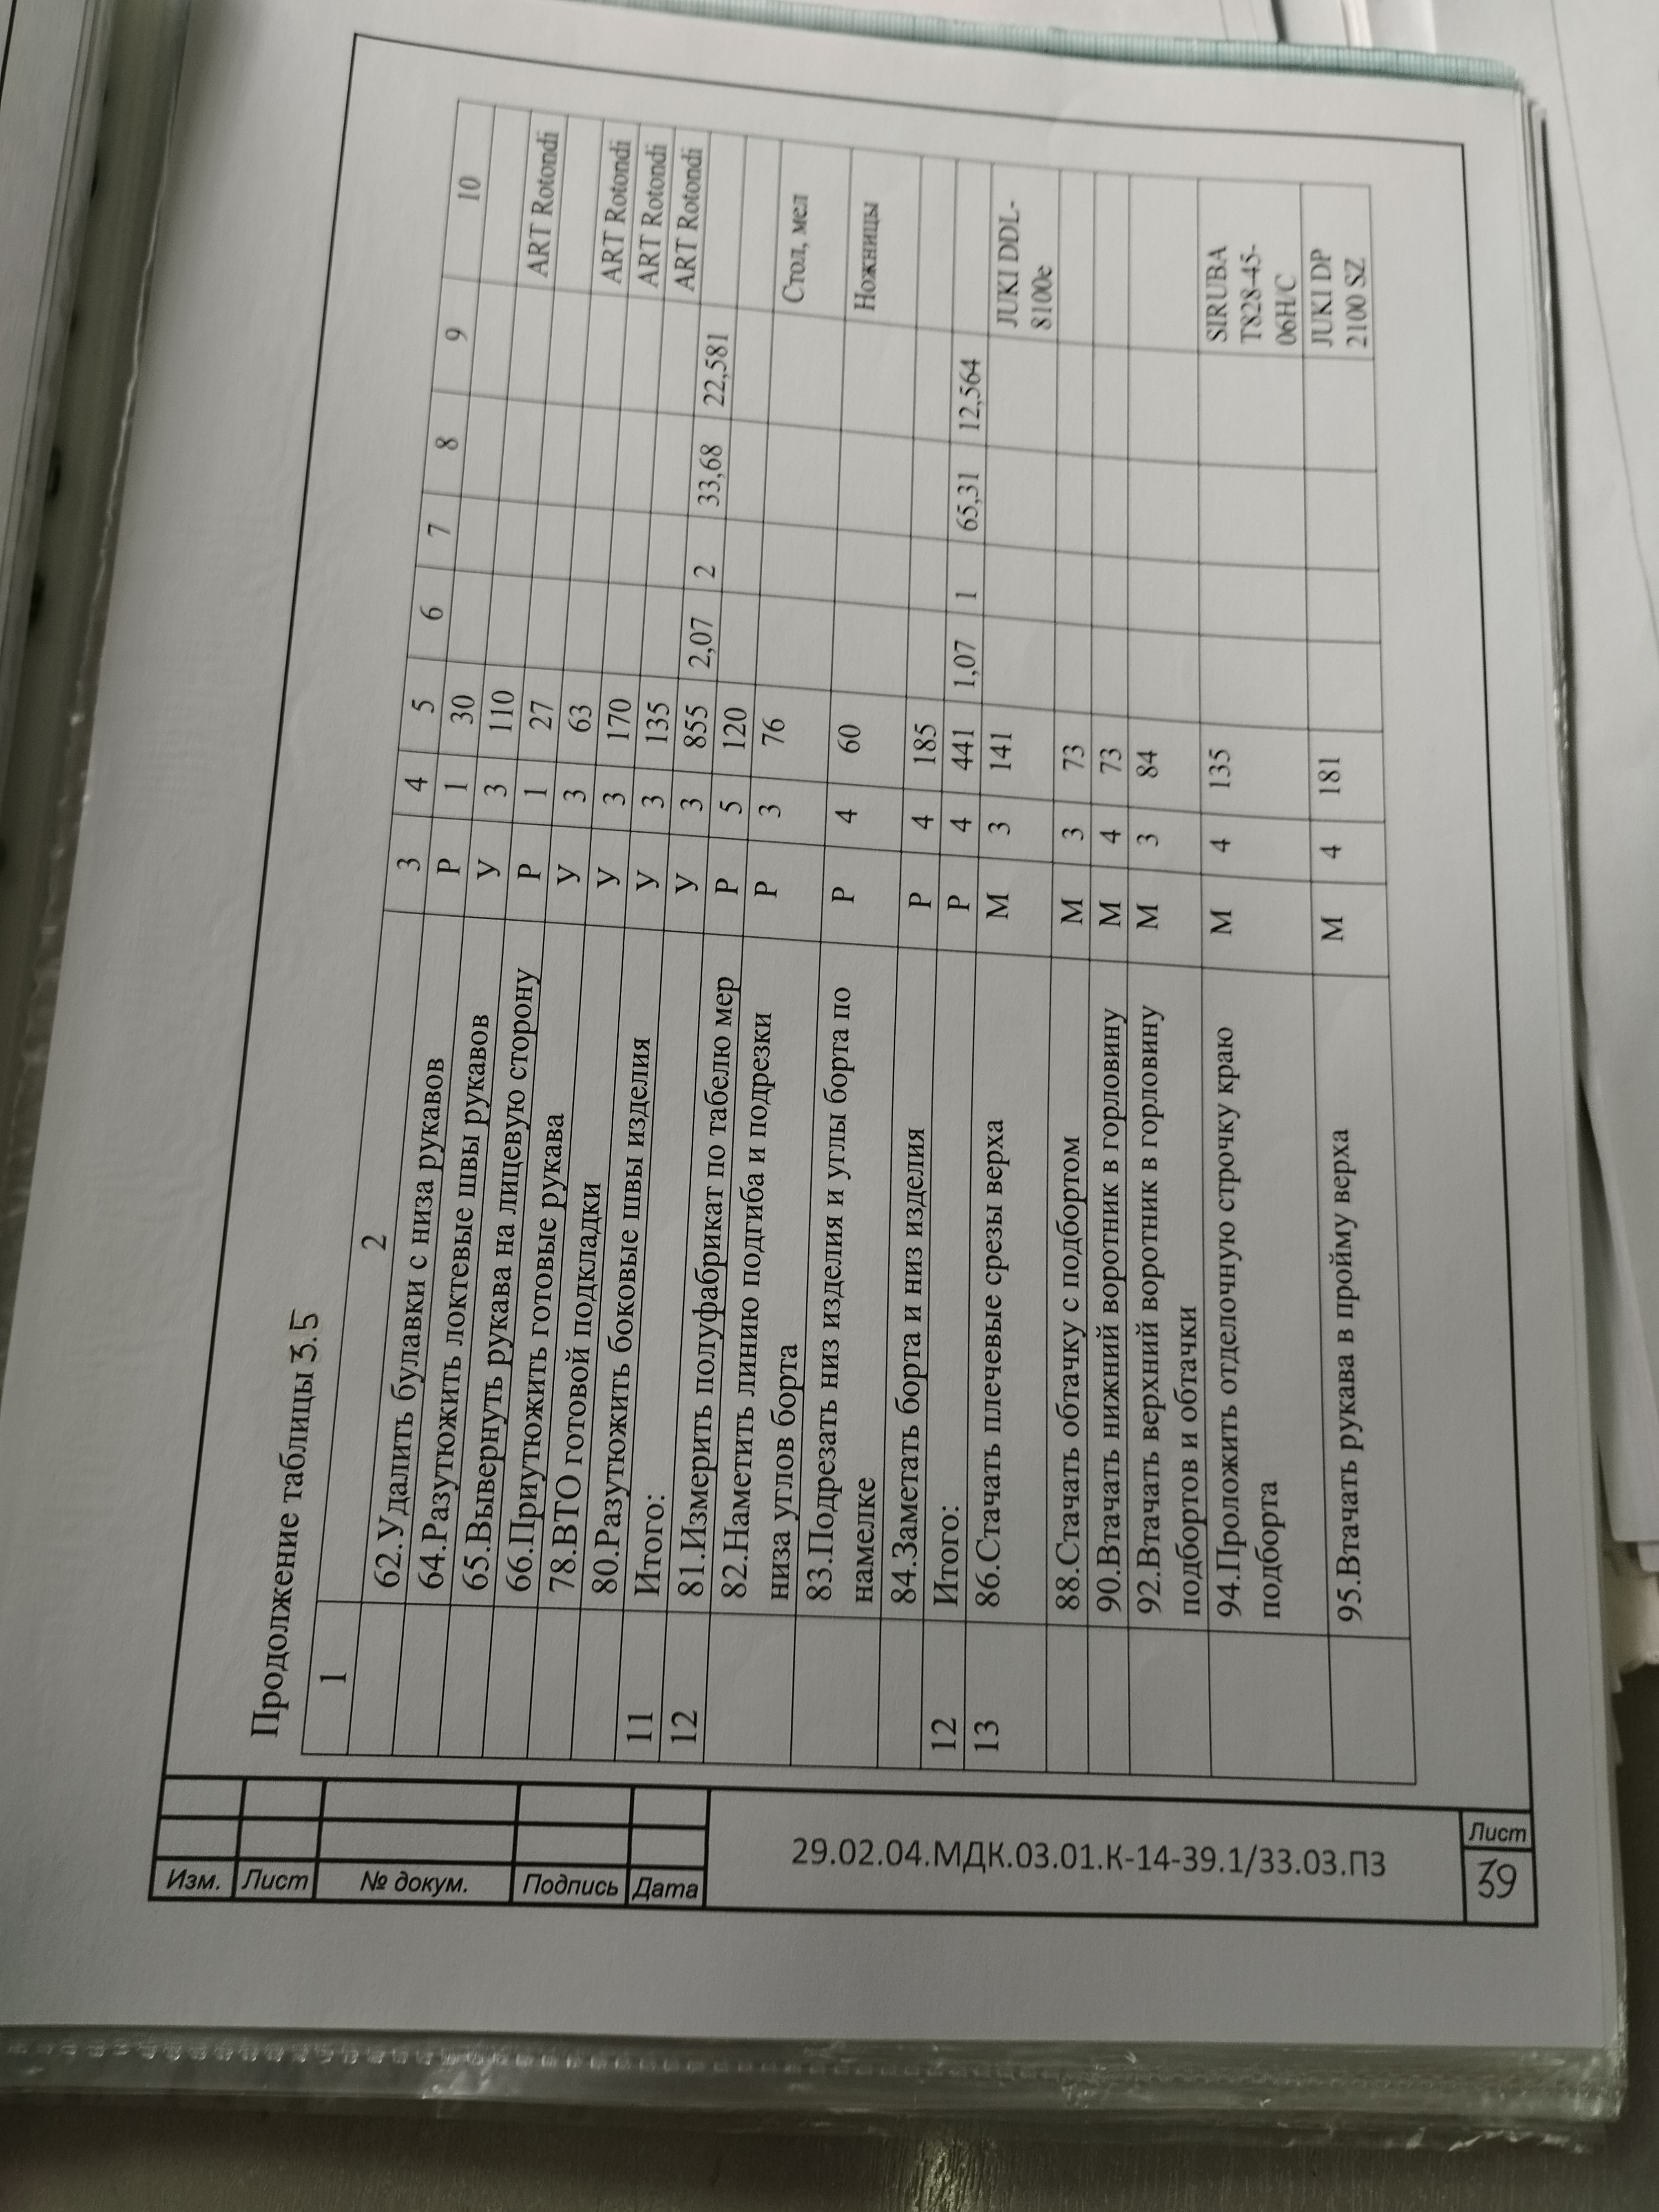 Продолжение таблицы 3.5
1 2 3 4 5 6 7 8 9 10
62.Удалить булавки с низа рукавов Р 1 30
64.Разутюжить локтевые швы рукавов У 3 110 ART Rotondi
65.Вывернуть рукава на лицевую сторону Р 1 27
66.Приутюжить готовые рукава У 3 63 ART Rotondi
78.ВТО готовой подкладки У 3 170 ART Rotondi
80.Разутюжить боковые швы изделия У 3 135 ART Rotondi
11 Итого: У 3 855 2,07 2 33,68 22,581
12 81.Измерить полуфабрикат по табелю мер Р 5 120
82.Наметить линию подгиба и подрезки Р 3 76 Стол, мел
низа углов борта
83.Подрезать низ изделия и углы борта по Р 4 60 Ножницы
намелке
84.Заметать борта и низ изделия Р 4 185
12 Итого: Р 4 441 1,07 1 65,31 12,564
13 86.Стачать плечевые срезы верха М 3 141 JUKI DDL-
8100e
88.Стачать обтачку с подбортом М 3 73
90.Втачать нижний воротник в горловину М 4 73
92.Втачать верхний воротник в горловину М 3 84
подбортов и обтачки
94.Проложить отделочную строчку краю М 4 135 SIRUBA
подборта T828-45-
06H/C
95.Втачать рукава в пройму верха М 4 181 JUKI DP
2100 SZ
Изм. Лист № докум. Подпись Дата
29.02.04.МДК.03.01.К-14-39.1/33.03.ПЗ
Лист
39